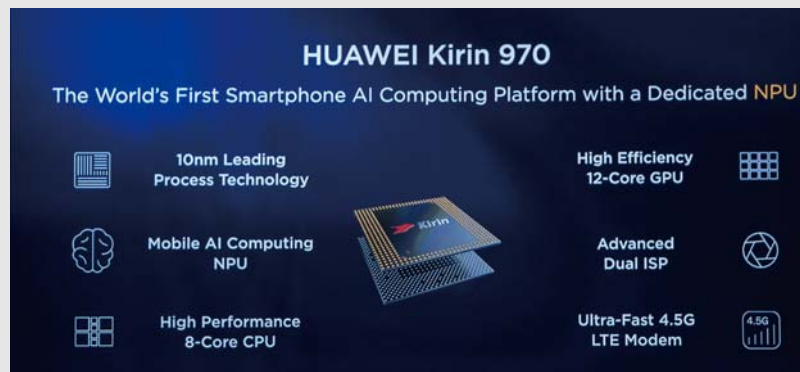 HUAWEI Kirin 970
The World's First Smartphone AI Computing Platform with a Dedicated NPU
10nm Leading
Process Technology
High Efficiency
12-Core GPU
Kirin
Mobile AI Computing
NPU
Advanced
Dual ISP
High Performance
8-Core CPU
Ultra-Fast 4.5G
LTE Modem
4.5G